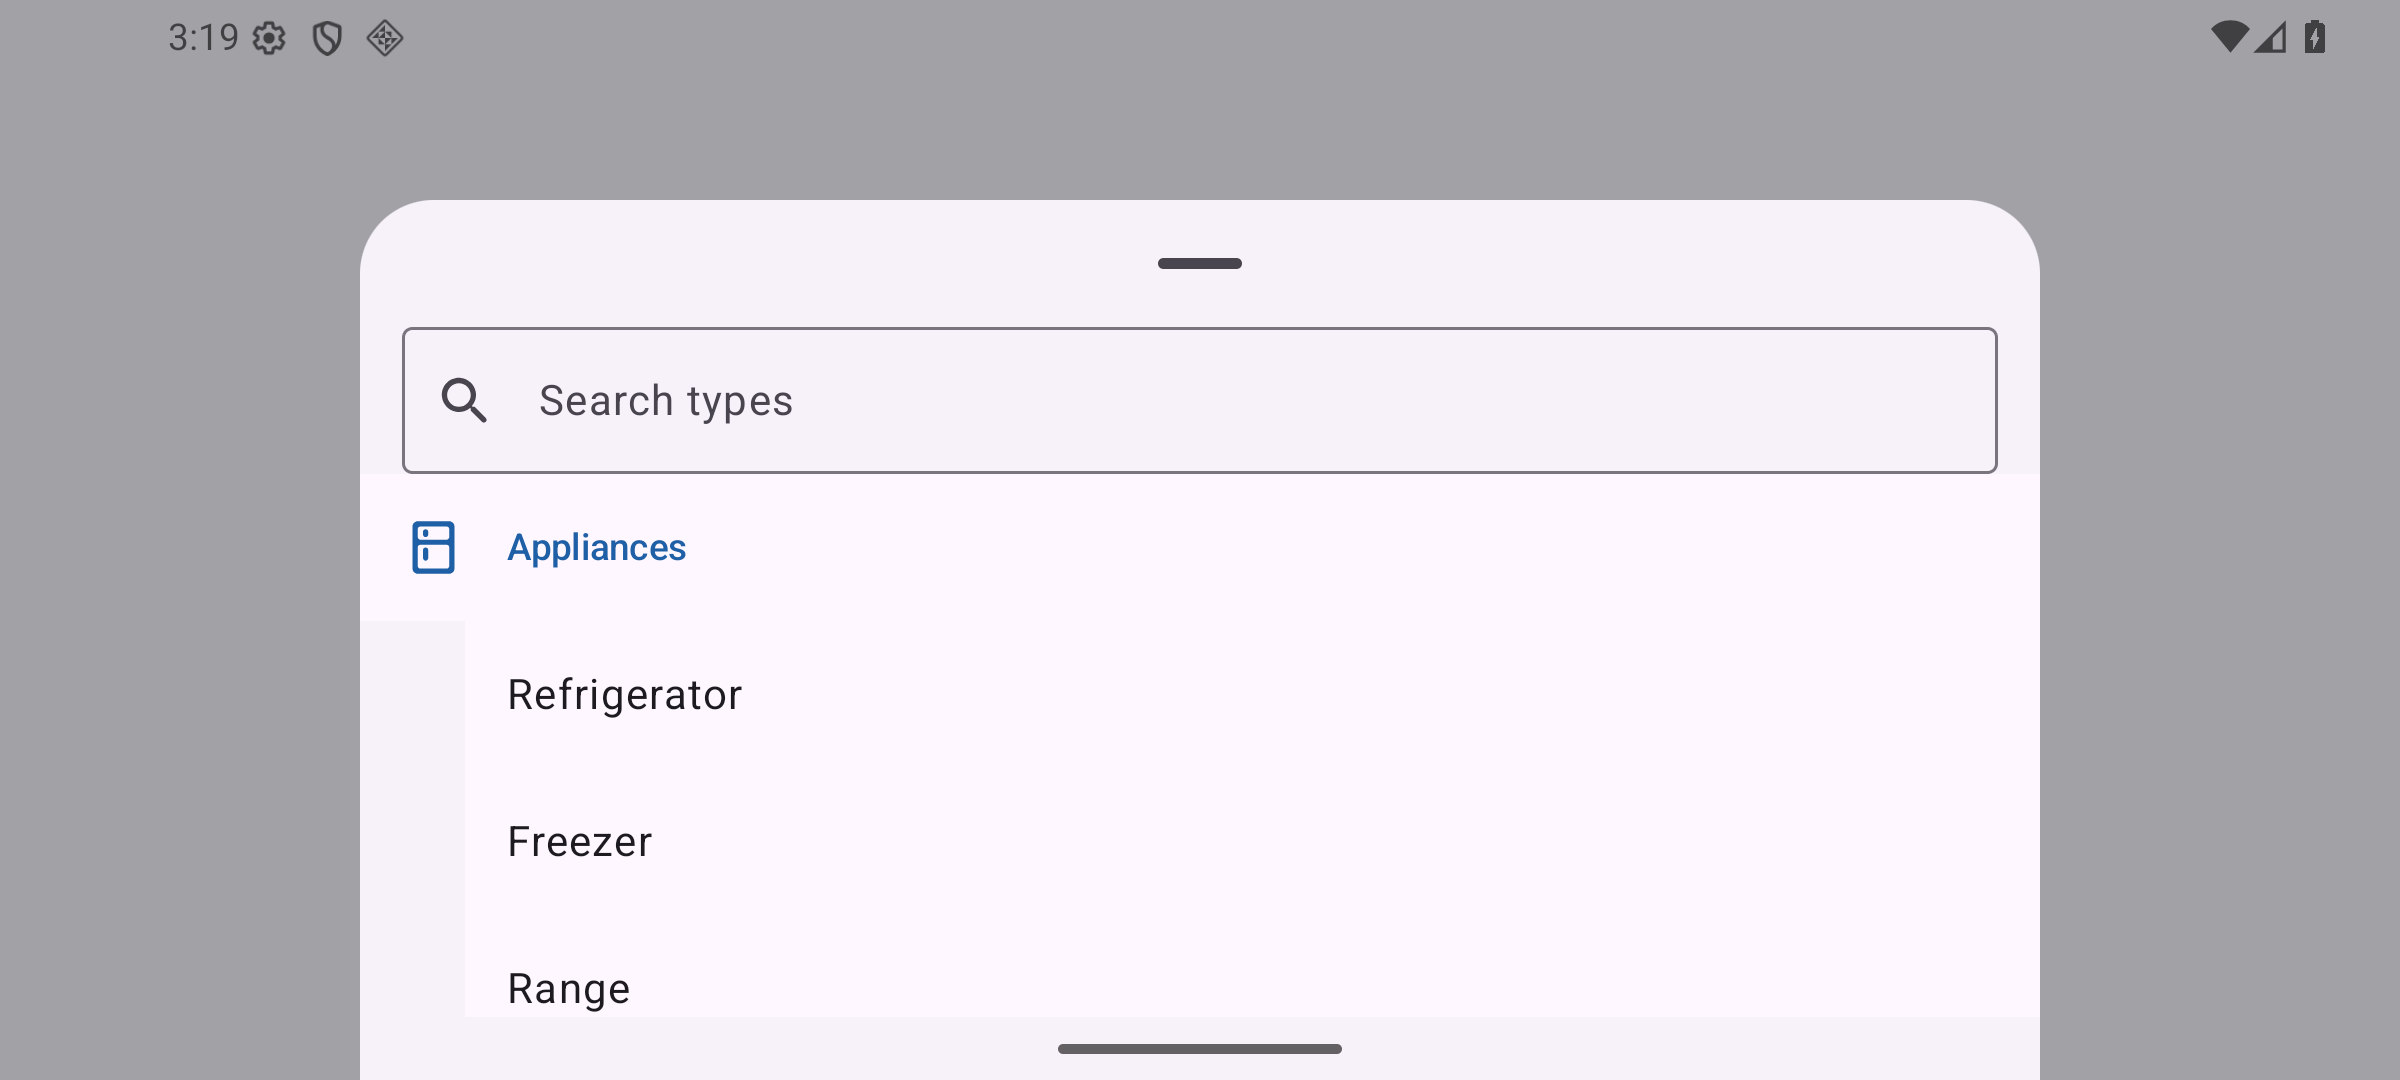 3:19
Search types
Appliances
Refrigerator
Freezer
Range